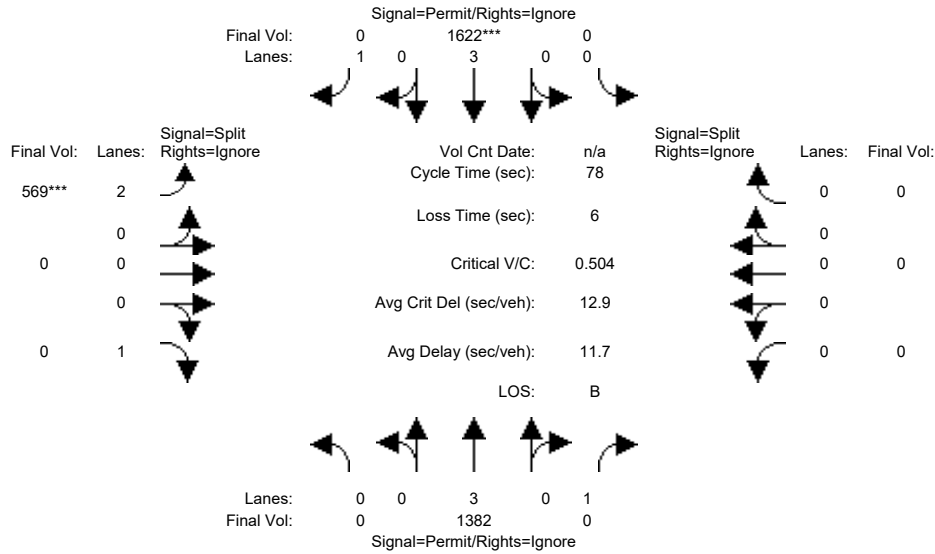 Signal=Permit/Rights=Ignore
Final Vol: 0 1622*** 0
Lanes: 1 0 3 0 0
Signal=Split
Final Vol: Lanes: Rights=Ignore
Vol Cnt Date: n/a
Signal=Split
Rights=Ignore Lanes: Final Vol:
Cycle Time (sec): 78
569*** 2
0 0
Loss Time (sec): 6
0
0
0 0
Critical V/C: 0.504
0 0
0
Avg Crit Del (sec/veh): 12.9
0
0 1
Avg Delay (sec/veh): 11.7
0 0
LOS: B
Lanes: 0 0 3 0 1
Final Vol: 0 1382 0
Signal=Permit/Rights=Ignore